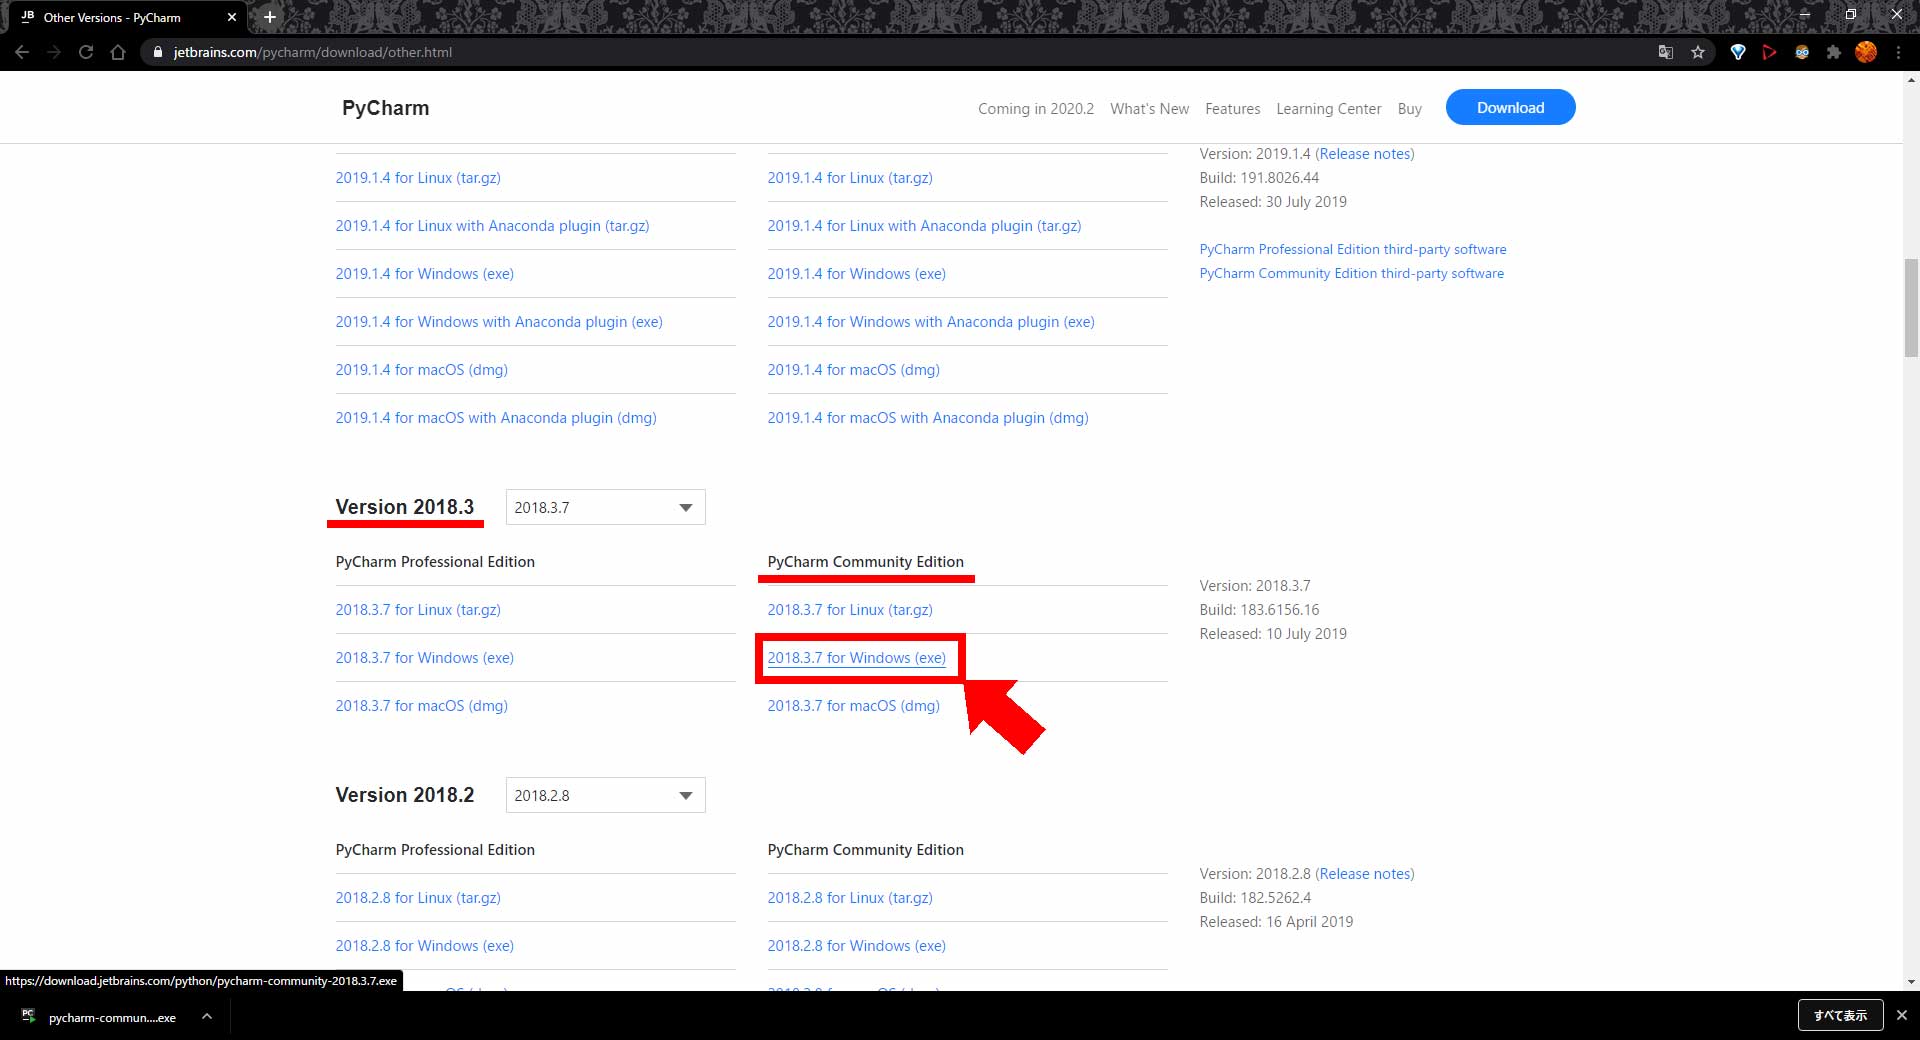 Other Versions - PyCharm
jetbrains.com/pycharm/download/other.html
PyCharm
Coming in 2020.2 What's New Features Learning Center Buy Download
Version: 2019.1.4 (Release notes)
2019.1.4 for Linux (tar.gz) 2019.1.4 for Linux (tar.gz) Build: 191.8026.44
Released: 30 July 2019
2019.1.4 for Linux with Anaconda plugin (tar.gz) 2019.1.4 for Linux with Anaconda plugin (tar.gz)
PyCharm Professional Edition third-party software
2019.1.4 for Windows (exe) 2019.1.4 for Windows (exe) PyCharm Community Edition third-party software
2019.1.4 for Windows with Anaconda plugin (exe) 2019.1.4 for Windows with Anaconda plugin (exe)
2019.1.4 for macOS (dmg) 2019.1.4 for macOS (dmg)
2019.1.4 for macOS with Anaconda plugin (dmg) 2019.1.4 for macOS with Anaconda plugin (dmg)
Version 2018.3 2018.3.7
PyCharm Professional Edition PyCharm Community Edition
Version: 2018.3.7
2018.3.7 for Linux (tar.gz) 2018.3.7 for Linux (tar.gz) Build: 183.6156.16
Released: 10 July 2019
2018.3.7 for Windows (exe) 2018.3.7 for Windows (exe)
2018.3.7 for macOS (dmg) 2018.3.7 for macOS (dmg)
Version 2018.2 2018.2.8
PyCharm Professional Edition PyCharm Community Edition
Version: 2018.2.8 (Release notes)
2018.2.8 for Linux (tar.gz) 2018.2.8 for Linux (tar.gz) Build: 182.5262.4
Released: 16 April 2019
2018.2.8 for Windows (exe) 2018.2.8 for Windows (exe)
https://download.jetbrains.com/python/pycharm-community-2018.3.7.exe
pycharm-commun....exe すべて表示